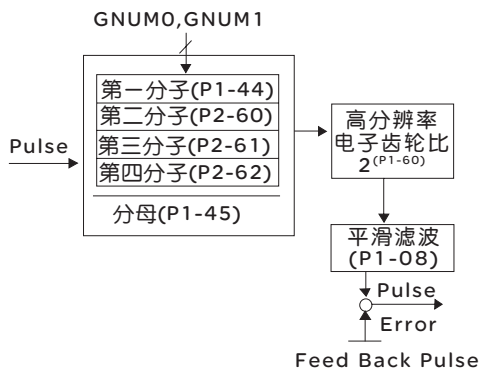 GNUM0,GNUM1
第一分子(P1-44)
第二分子(P2-60)
第三分子(P2-61)
第四分子(P2-62)
分母(P1-45)
Pulse
高分辨率
电子齿轮比
2(P1-60)
平滑滤波
(P1-08)
Pulse
Error
Feed Back Pulse